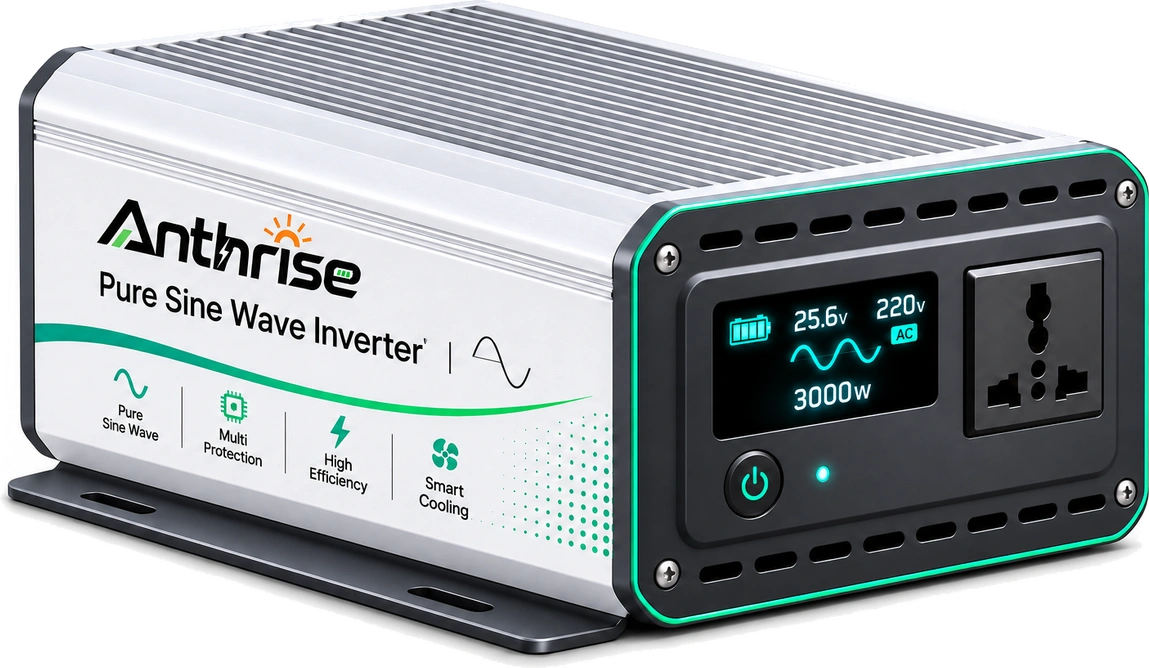 Anthrise
Pure Sine Wave Inverter
Pure
Sine Wave
Multi
Protection
High
Efficiency
Smart
Cooling
25.6v
220v
AC
3000w